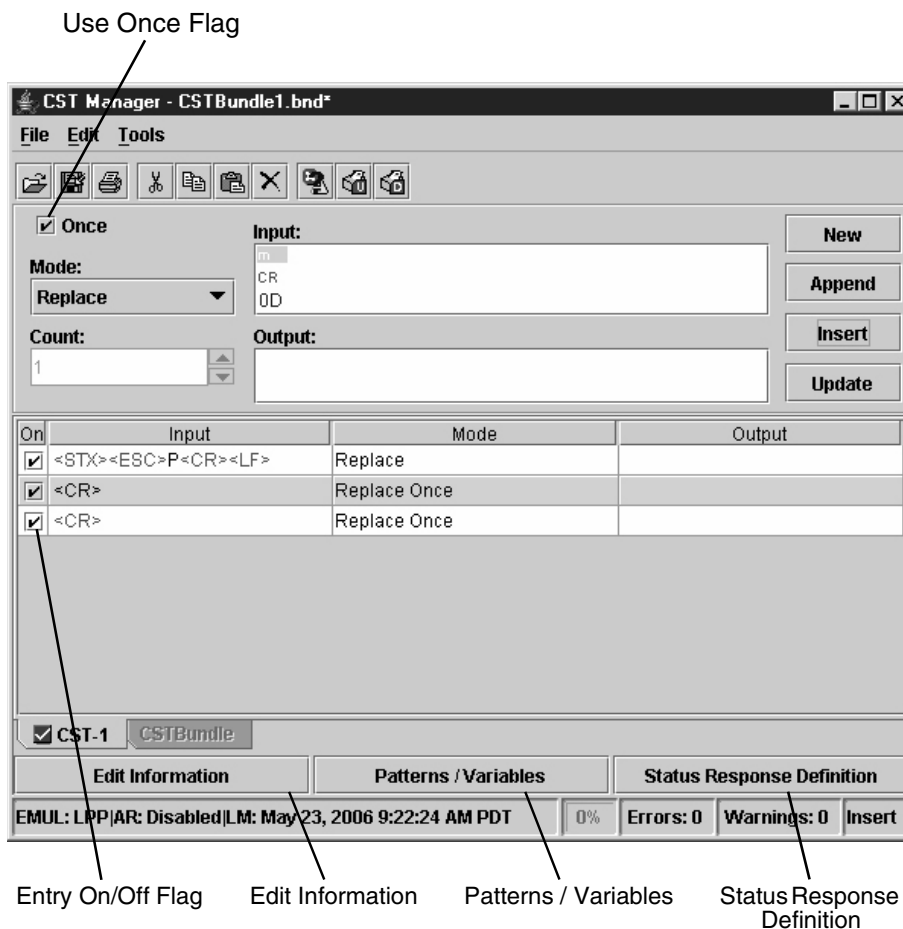 Use Once Flag
CST Manager - CSTBundle1.bnd*
File Edit Tools
Once
Input:
New
m
CR
0D
Mode:
Replace
Append
Count:
Output:
Insert
1
Update
On Input Mode Output
<STX><ESC>P<CR><LF> Replace
<CR> Replace Once
<CR> Replace Once
CST-1 CSTBundle
Edit Information Patterns / Variables Status Response Definition
EMUL: LPP|AR: Disabled|LM: May 23, 2006 9:22:24 AM PDT 0% Errors: 0 Warnings: 0 Insert
Entry On/Off Flag Edit Information Patterns / Variables Status Response
Definition